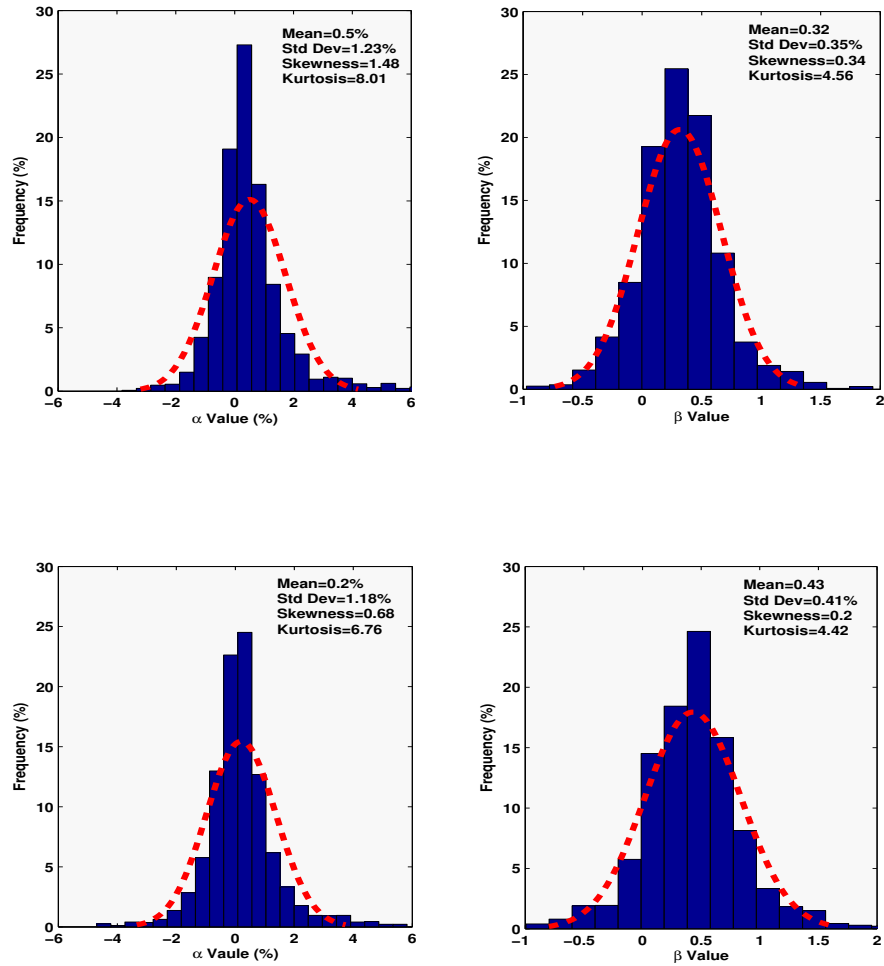 30
25
20
15
10
5
0
Frequency (%)
Mean=0.5%
Std Dev=1.23%
Skewness=1.48
Kurtosis=8.01
−6 −4 −2 0 2 4 6
α Value (%)
30
25
20
15
10
5
0
Frequency (%)
Mean=0.32
Std Dev=0.35%
Skewness=0.34
Kurtosis=4.56
−1 −0.5 0 0.5 1 1.5 2
β Value
30
25
20
15
10
5
0
Frequency (%)
Mean=0.2%
Std Dev=1.18%
Skewness=0.68
Kurtosis=6.76
−6 −4 −2 0 2 4 6
α Vaule (%)
30
25
20
15
10
5
0
Frequency (%)
Mean=0.43
Std Dev=0.41%
Skewness=0.2
Kurtosis=4.42
−1 −0.5 0 0.5 1 1.5 2
β Value